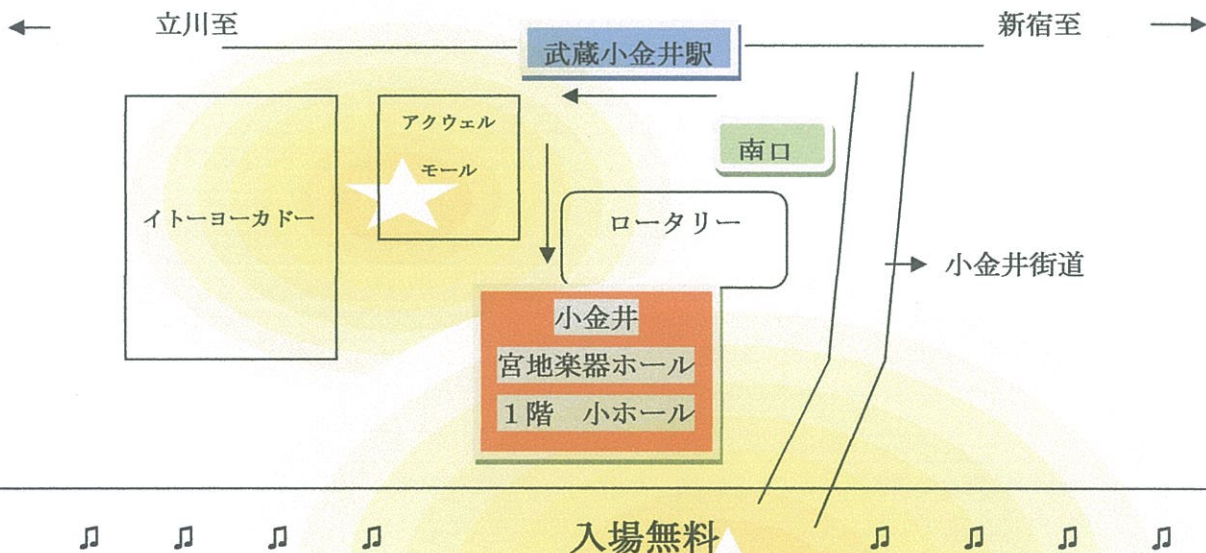 ← 立川至
新宿至 →
武蔵小金井駅
アクウェル
モール
南口
イトーヨーカドー
ロータリー
小金井街道
小金井
宮地楽器ホール
１階　小ホール
♫ ♫ ♫ ♫ 入場無料 ♫ ♫ ♫ ♫